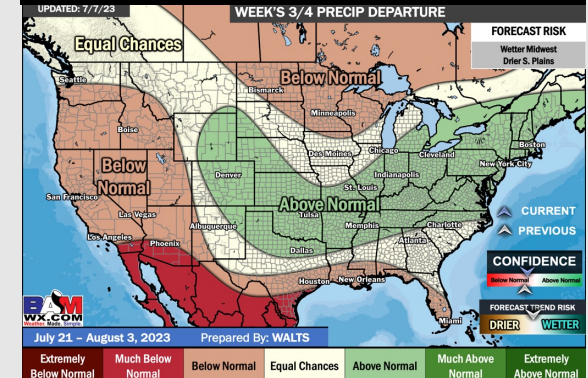 UPDATED: 7/7/23
WEEK'S 3/4 PRECIP DEPARTURE
FORECAST RISK
Wetter Midwest
Drier S. Plains
Equal Chances
Below Normal
Seattle
Bismarck
Minneapolis
Boise
Boston
Des Moines
Chicago
Cleveland
New York City
Below
Normal
Denver
Indianapolis
St. Louis
San Francisco
Above Normal
Las Vegas
Tulsa
CURRENT
Albuquerque
Memphis
Charlotte
PREVIOUS
Los Angeles
Phoenix
Dallas
Atlanta
CONFIDENCE
Below Normal
Above Normal
Houston
New Orleans
BAM
WX.COM
Weather. Made. Simple.
Miami
FORECAST TREND RISK
DRIER
WETTER
July 21 – August 3, 2023
Prepared By: WALTS
Extremely
Below Normal
Much Below
Normal
Below Normal
Equal Chances
Above Normal
Much Above
Normal
Extremely
Above Normal